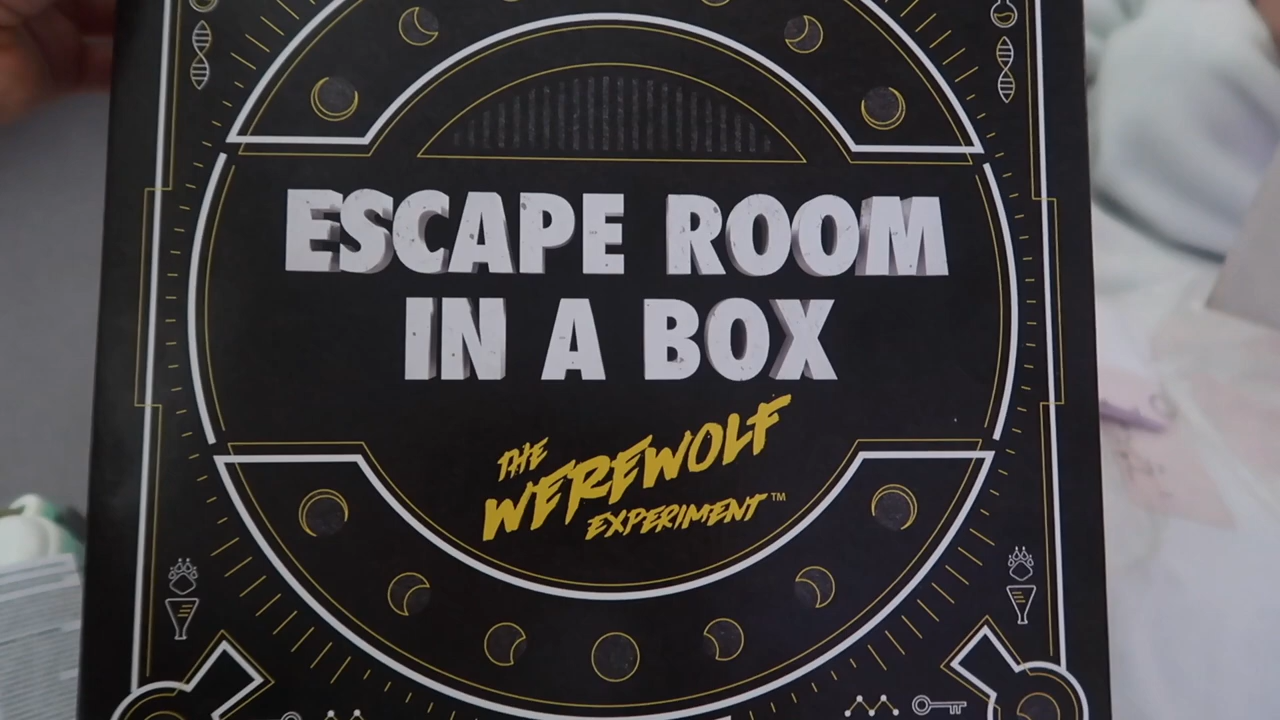 ESCAPE ROOM
IN A BOX
THE
WEREWOLF
EXPERIMENT™